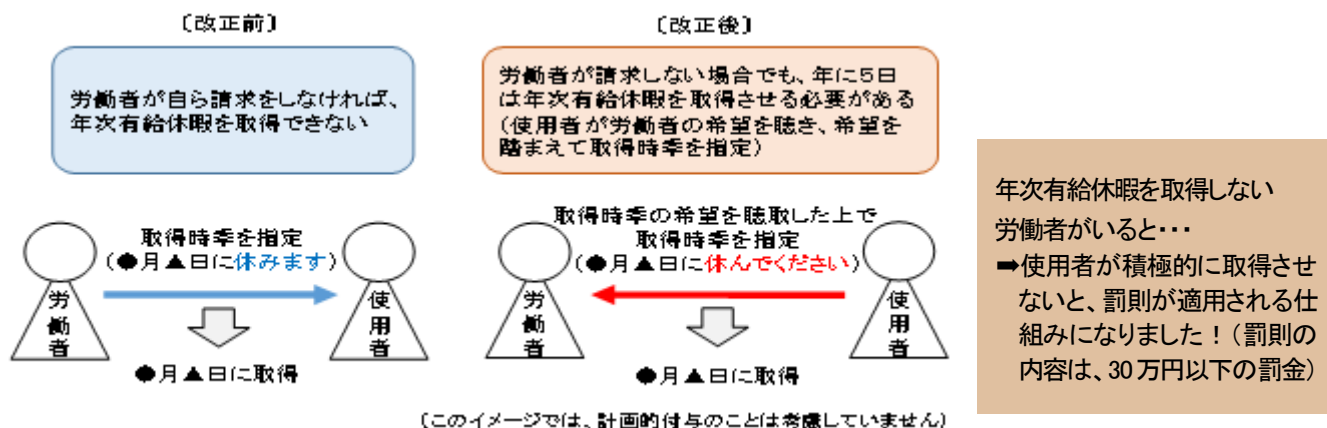 〔改正前〕
労働者が自ら請求をしなければ、
年次有給休暇を取得できない
取得時季を指定
（●月▲日に休みます）
労働者
使用者
●月▲日に取得
〔改正後〕
労働者が請求しない場合でも、年に５日
は年次有給休暇を取得させる必要がある
（使用者が労働者の希望を聴き、希望を
踏まえて取得時季を指定）
取得時季の希望を聴取した上で
取得時季を指定
（●月▲日に休んでください）
労働者
使用者
●月▲日に取得
（このイメージでは、計画的付与のことは考慮していません）
年次有給休暇を取得しない
労働者がいると・・・
➡使用者が積極的に取得させ
ないと、罰則が適用される仕
組みになりました！（罰則の
内容は、30万円以下の罰金）